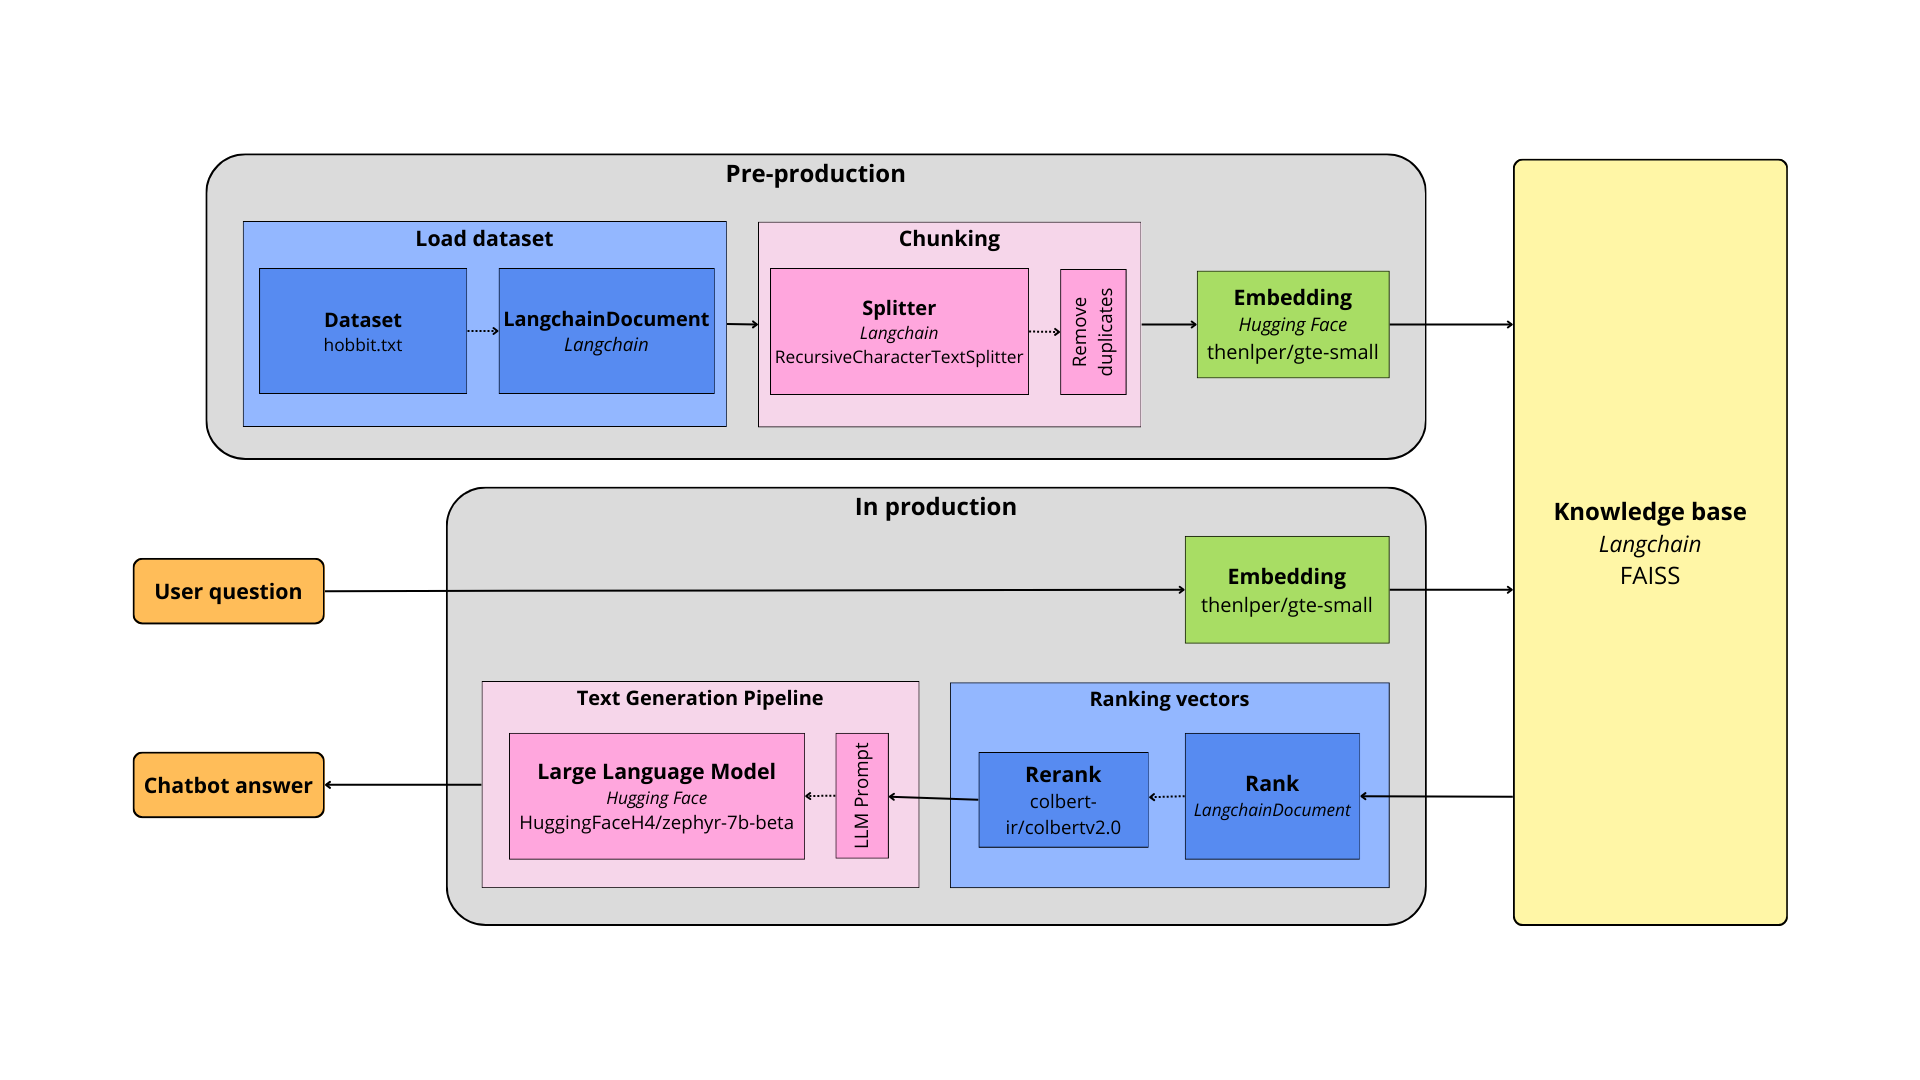 Pre-production
Load dataset
Dataset
hobbit.txt
LangchainDocument
Langchain
Chunking
Splitter
Langchain
RecursiveCharacterTextSplitter
Remove
duplicates
Embedding
Hugging Face
thenlper/gte-small
Knowledge base
Langchain
FAISS
In production
User question
Embedding
thenlper/gte-small
Ranking vectors
Rank
LangchainDocument
Rerank
colbert-
ir/colbertv2.0
Text Generation Pipeline
LLM Prompt
Large Language Model
Hugging Face
HuggingFaceH4/zephyr-7b-beta
Chatbot answer